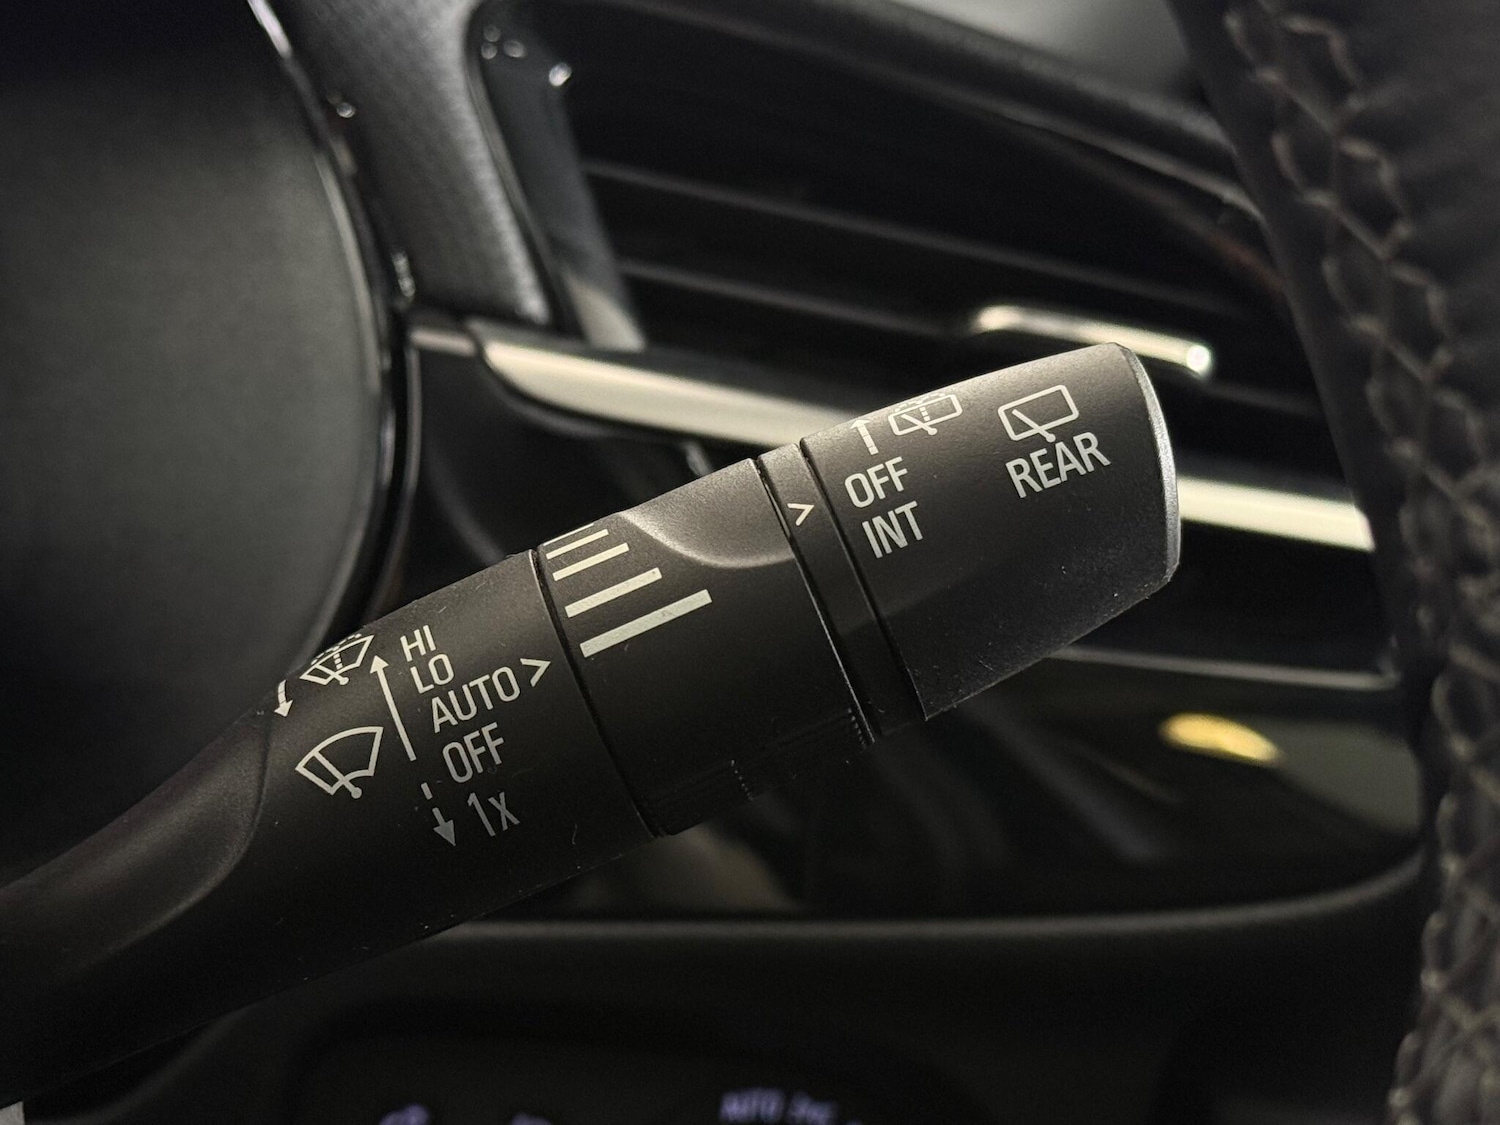 HI
LO
AUTO >
OFF
1x
>
OFF
INT
REAR